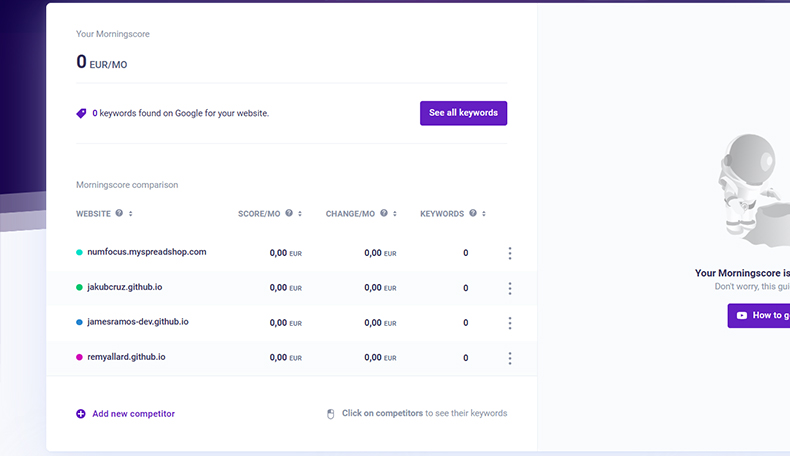 Your Morningscore
0 EUR/MO
0 keywords found on Google for your website.
See all keywords
Morningscore comparison
WEBSITE ? SCORE/MO ? CHANGE/MO ? KEYWORDS ?
numfocus.myspreadshop.com 0,00 EUR 0,00 EUR 0
jakubcruz.github.io 0,00 EUR 0,00 EUR 0
jamesramos-dev.github.io 0,00 EUR 0,00 EUR 0
remyallard.github.io 0,00 EUR 0,00 EUR 0
Add new competitor
Click on competitors to see their keywords
Your Morningscore is
Don't worry, this gui
How to g